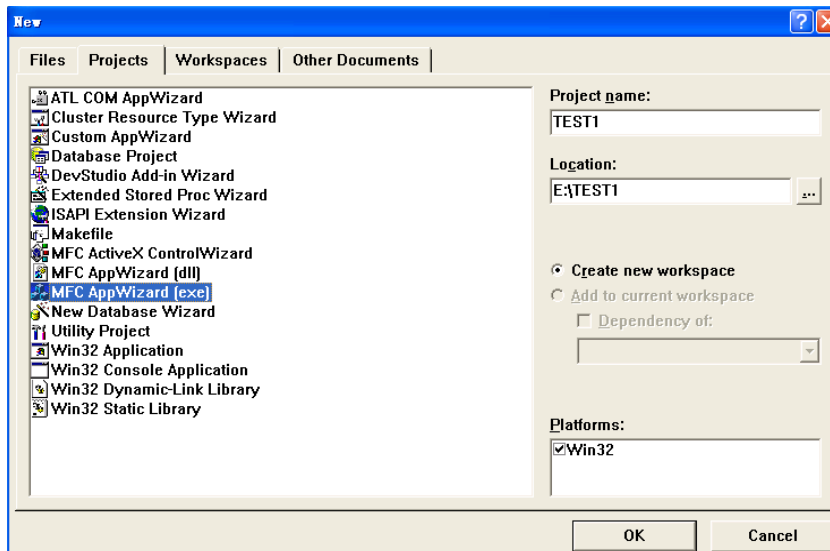 New
Files Projects Workspaces Other Documents
ATL COM AppWizard
Cluster Resource Type Wizard
Custom AppWizard
Database Project
DevStudio Add-in Wizard
Extended Stored Proc Wizard
ISAPI Extension Wizard
Makefile
MFC ActiveX ControlWizard
MFC AppWizard (dll)
MFC AppWizard (exe)
New Database Wizard
Utility Project
Win32 Application
Win32 Console Application
Win32 Dynamic-Link Library
Win32 Static Library
Project name:
TEST1
Location:
E:\TEST1
...
Create new workspace
Add to current workspace
Dependency of:
Platforms:
Win32
OK Cancel